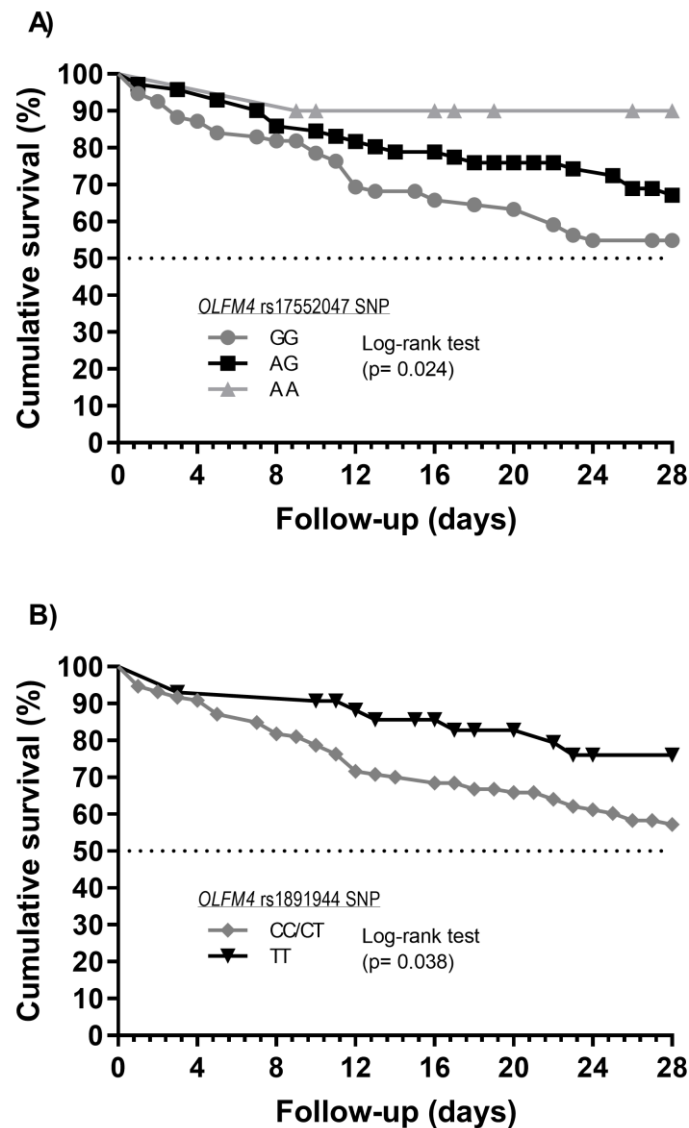 A)
Cumulative survival (%)
100
90
80
70
60
50
40
30
20
10
0
OLFM4 rs17552047 SNP
GG
AG
AA
Log-rank test
(p= 0.024)
0 4 8 12 16 20 24 28
Follow-up (days)
B)
Cumulative survival (%)
100
90
80
70
60
50
40
30
20
10
0
OLFM4 rs1891944 SNP
CC/CT
TT
Log-rank test
(p= 0.038)
0 4 8 12 16 20 24 28
Follow-up (days)